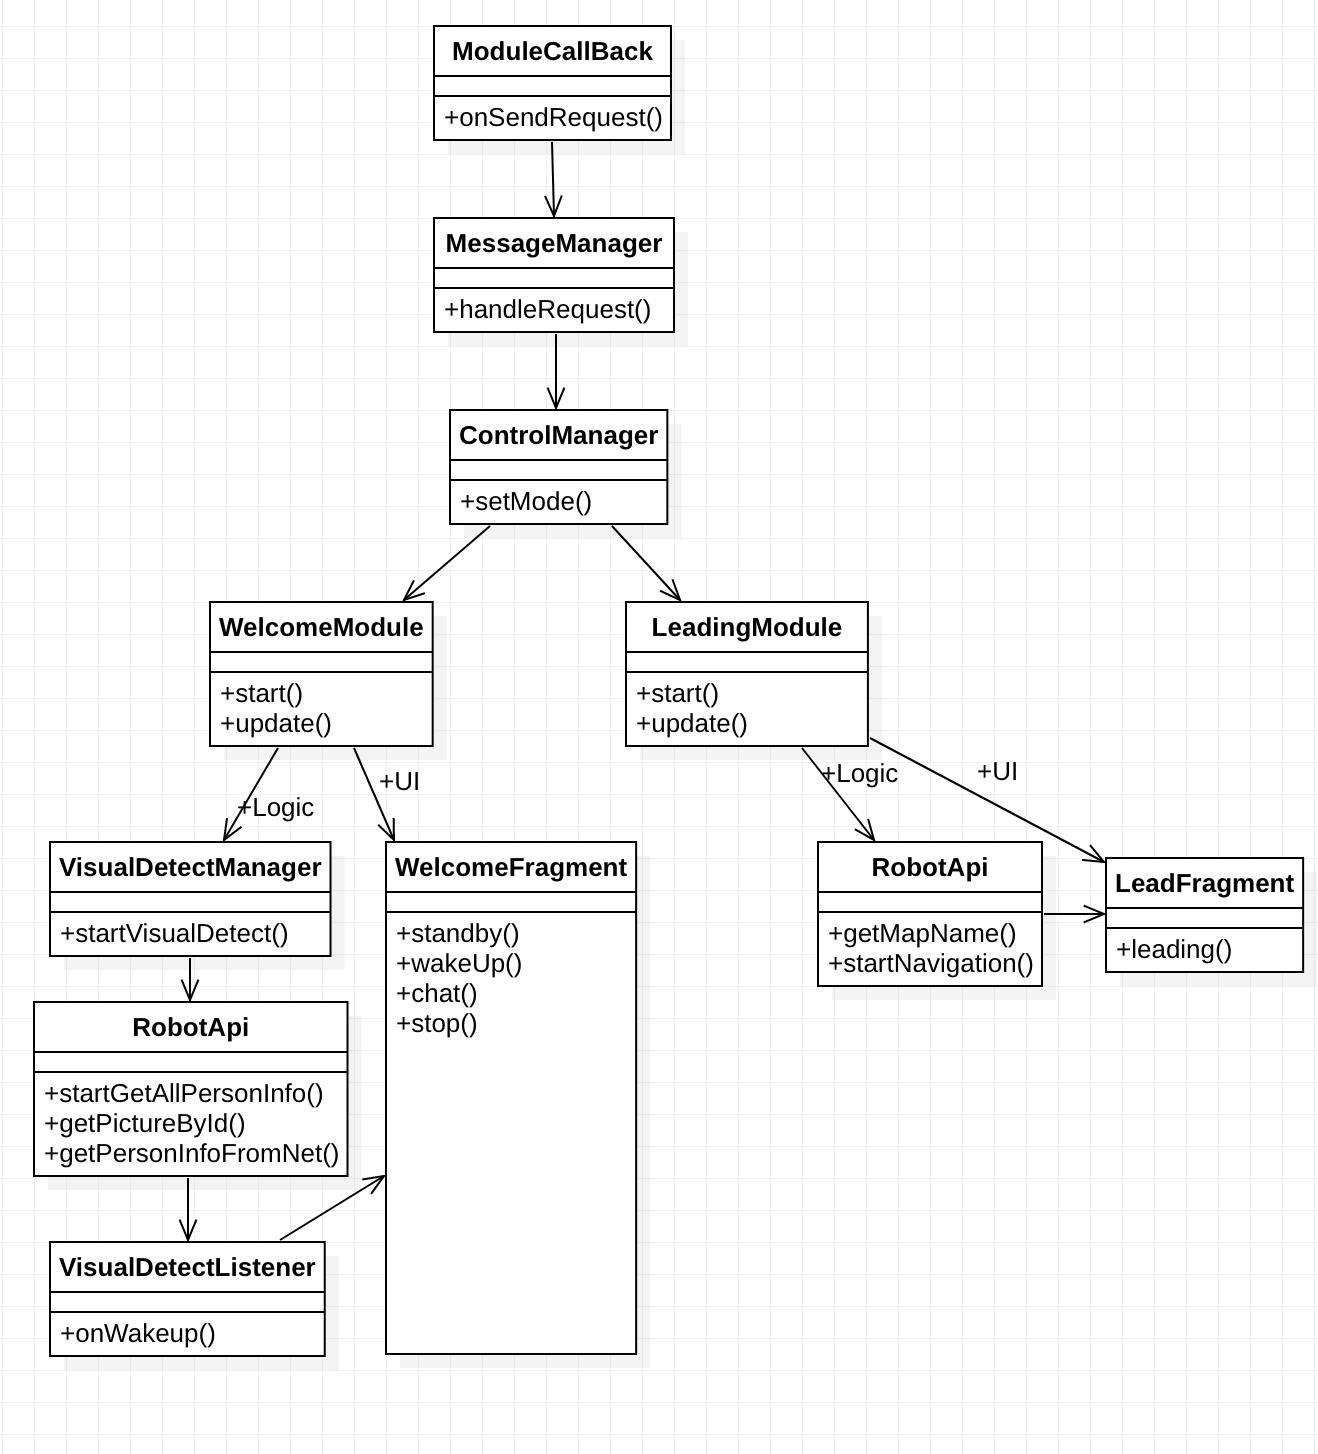 ModuleCallBack
+onSendRequest()
MessageManager
+handleRequest()
ControlManager
+setMode()
WelcomeModule
+start()
+update()
LeadingModule
+start()
+update()
+Logic
+UI
+Logic
+UI
VisualDetectManager
+startVisualDetect()
WelcomeFragment
+standby()
+wakeUp()
+chat()
+stop()
RobotApi
+getMapName()
+startNavigation()
LeadFragment
+leading()
RobotApi
+startGetAllPersonInfo()
+getPictureById()
+getPersonInfoFromNet()
VisualDetectListener
+onWakeup()